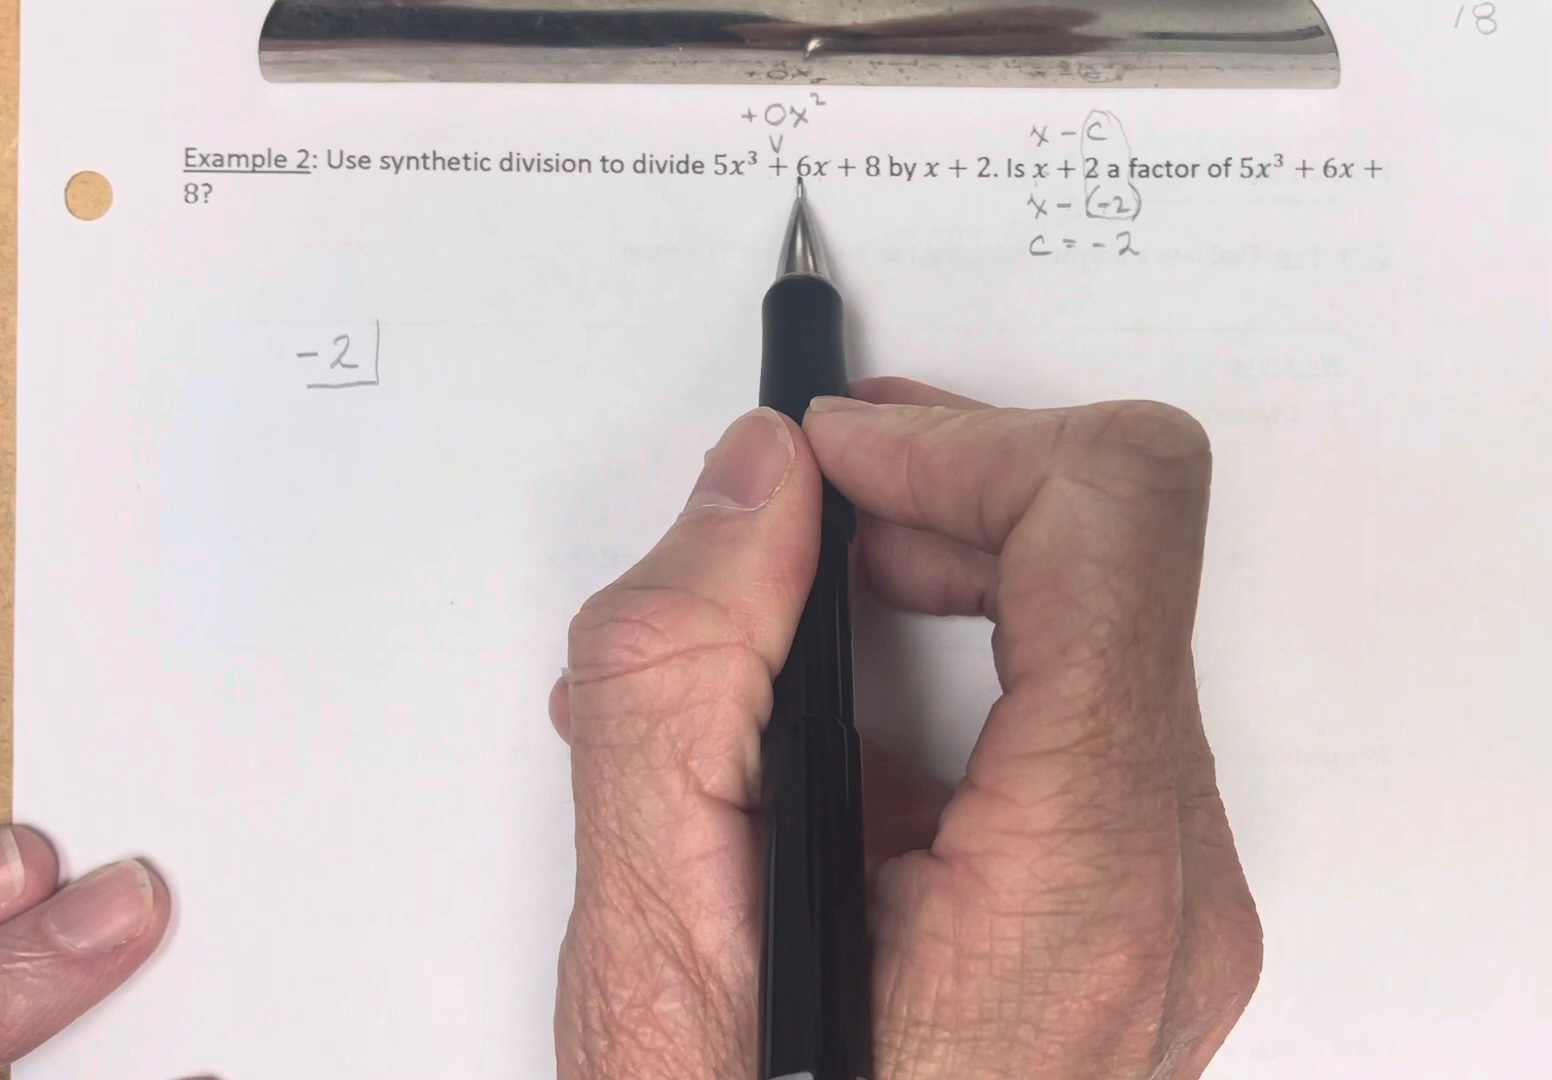 18
+0x²
x - c
Example 2: Use synthetic division to divide 5x³ + 6x + 8 by x + 2. Is x + 2 a factor of 5x³ + 6x +
8?
x - (-2)
c = -2
-2